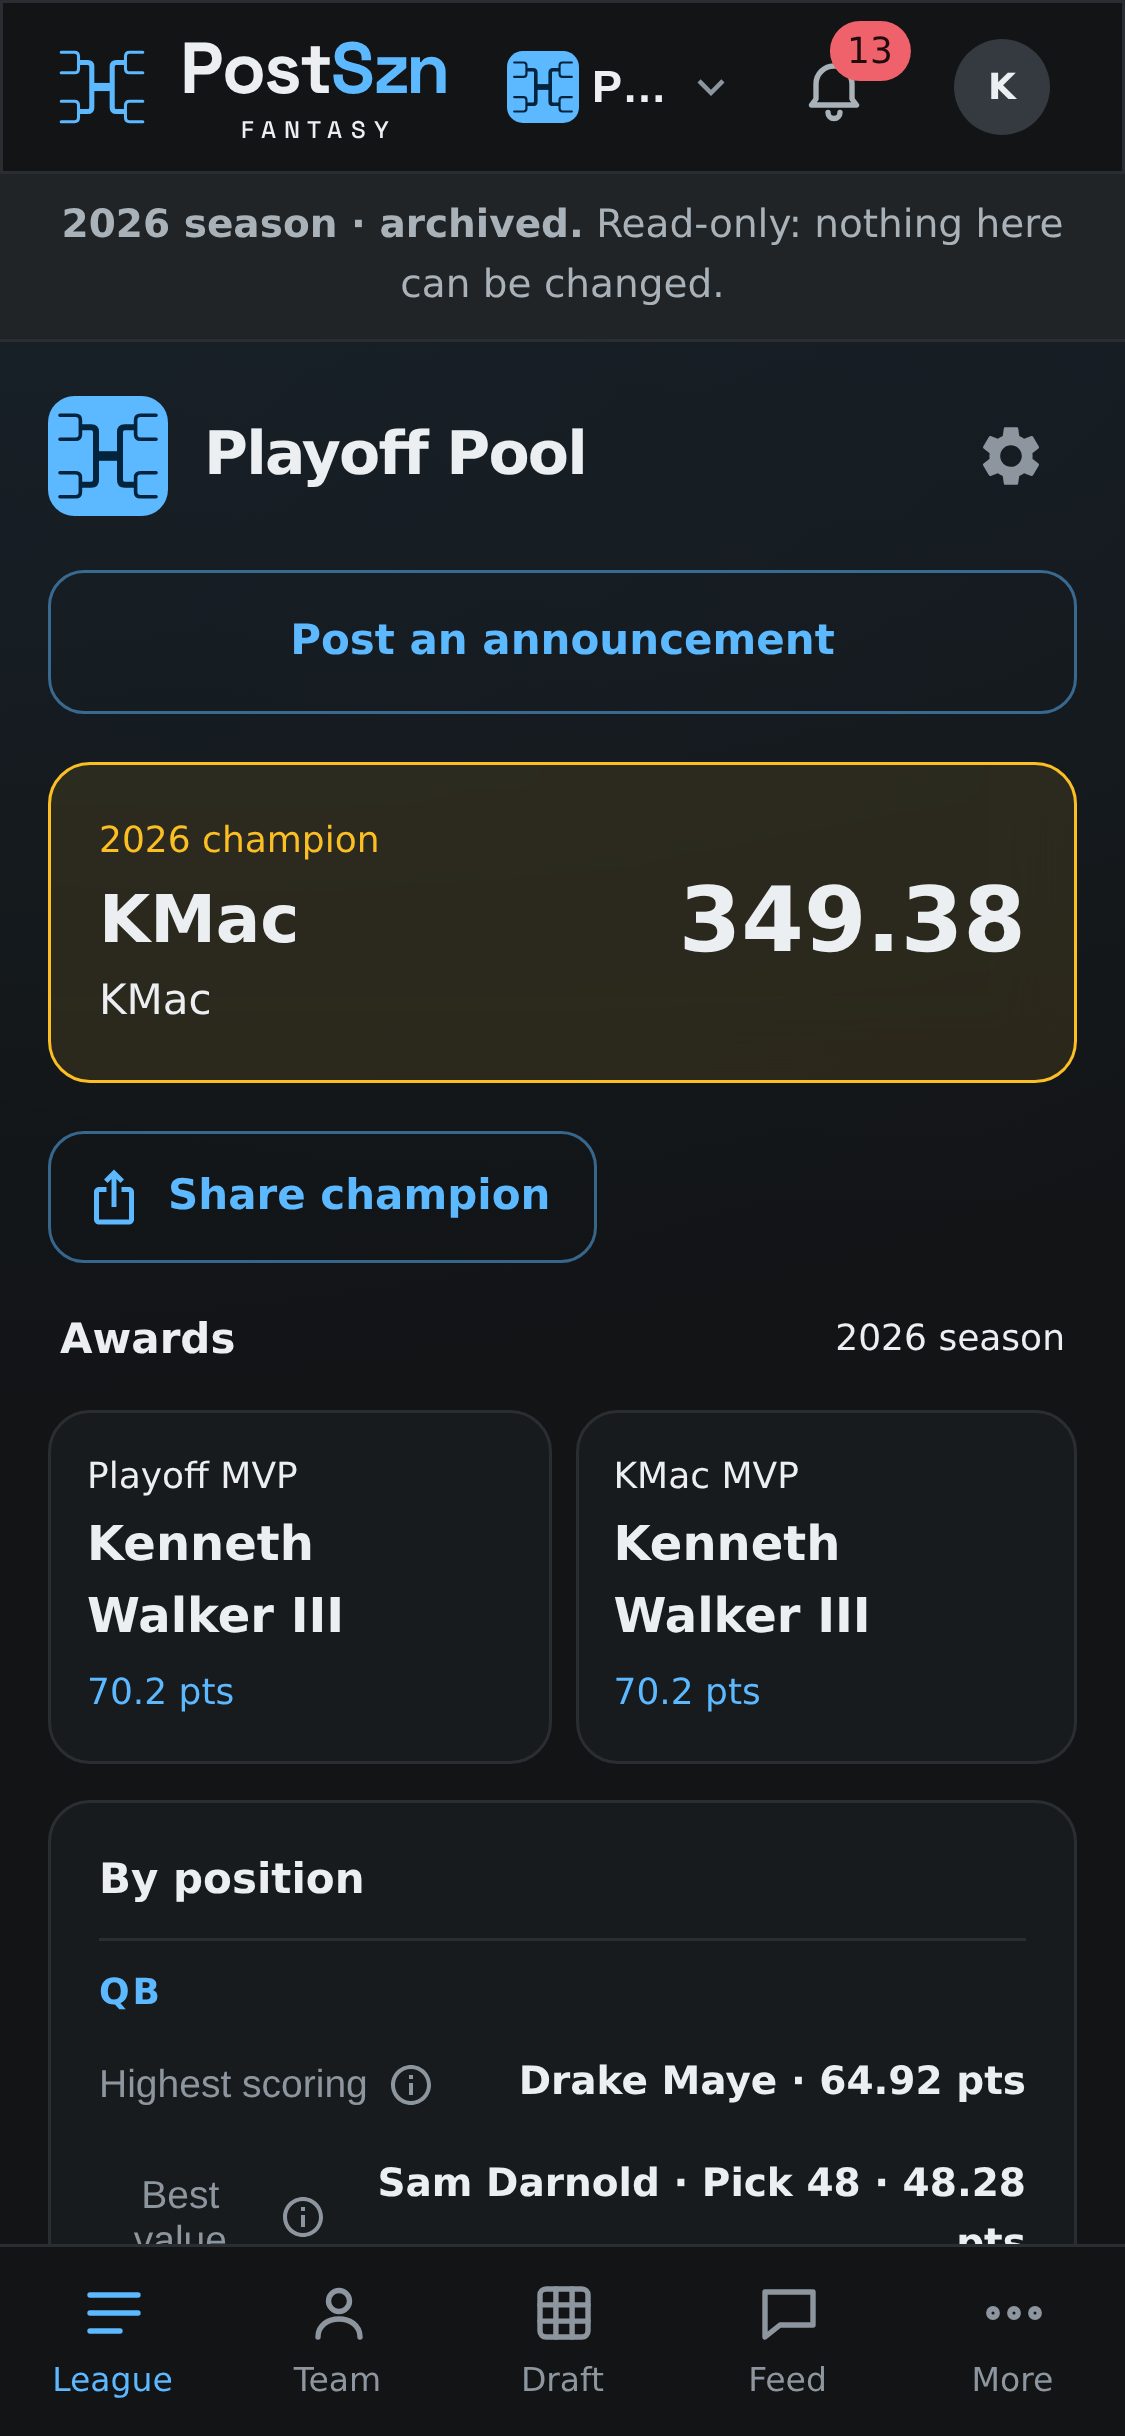 PostSzn
FANTASY
P...
13
K
2026 season · archived. Read-only: nothing here
can be changed.
Playoff Pool
Post an announcement
2026 champion
KMac
349.38
KMac
Share champion
Awards
2026 season
Playoff MVP
Kenneth
Walker III
70.2 pts
KMac MVP
Kenneth
Walker III
70.2 pts
By position
QB
Highest scoring
Drake Maye · 64.92 pts
Best
value
Sam Darnold · Pick 48 · 48.28
pts
League
Team
Draft
Feed
More